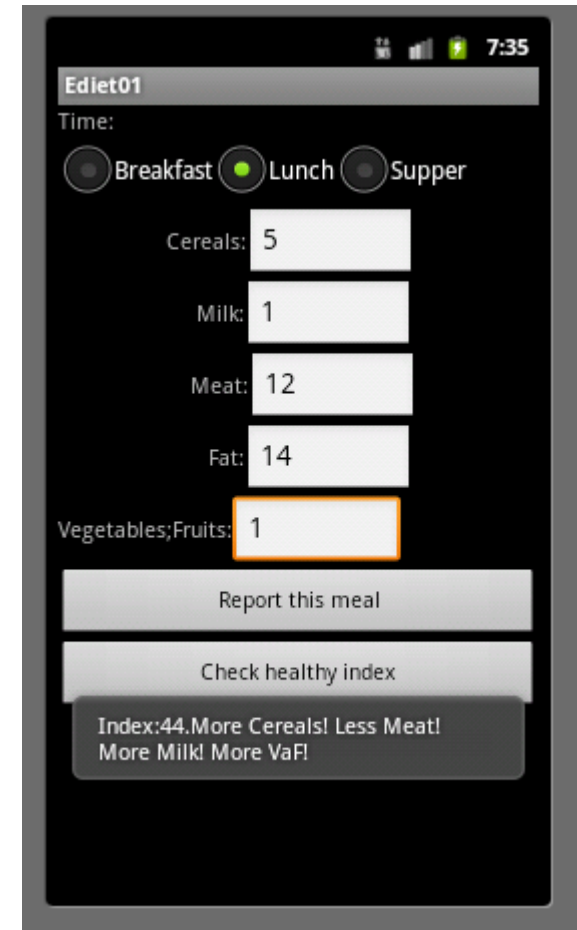 7:35
Ediet01
Time:
Breakfast Lunch Supper
Cereals: 5
Milk: 1
Meat: 12
Fat: 14
Vegetables;Fruits: 1
Report this meal
Check healthy index
Index:44.More Cereals! Less Meat!
More Milk! More VaF!